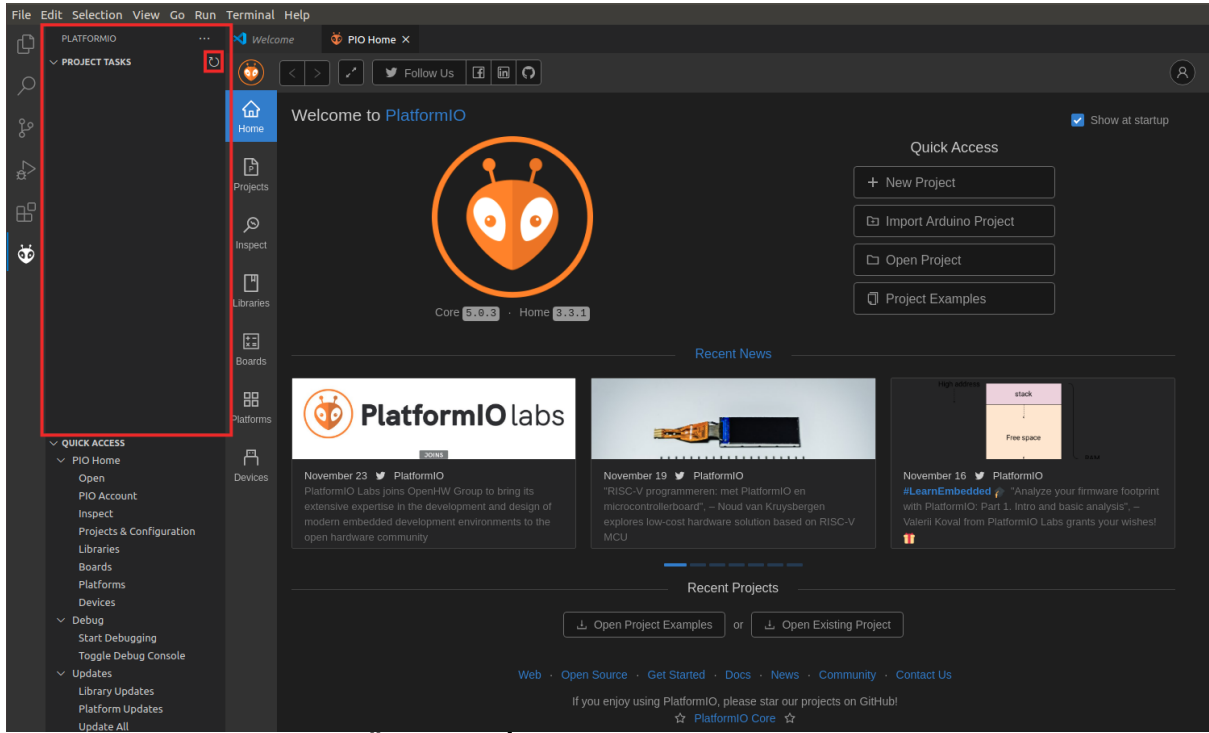 File Edit Selection View Go Run Terminal Help
PLATFORMIO
PROJECT TASKS
Welcome
PIO Home
Follow Us
Home
Projects
Inspect
Libraries
Boards
Platforms
Devices
Welcome to PlatformIO
Show at startup
Core 5.0.3 · Home 3.3.1
Quick Access
New Project
Import Arduino Project
Open Project
Project Examples
Recent News
PlatformIO labs
JOINS
November 23 PlatformIO
PlatformIO Labs joins OpenHW Group to bring its
extensive expertise in the development and design of
modern embedded development environments to the
open hardware community
November 19 PlatformIO
"RISC-V programmeren: met PlatformIO en
microcontrollerboard", – Noud van Kruysbergen
explores low-cost hardware solution based on RISC-V
MCU
High address
stack
Free space
November 16 PlatformIO
#LearnEmbedded "Analyze your firmware footprint
with PlatformIO: Part 1. Intro and basic analysis", –
Valerii Koval from PlatformIO Labs grants your wishes!
Recent Projects
Open Project Examples or Open Existing Project
Web · Open Source · Get Started · Docs · News · Community · Contact Us
If you enjoy using PlatformIO, please star our projects on GitHub!
PlatformIO Core
QUICK ACCESS
PIO Home
Open
PIO Account
Inspect
Projects & Configuration
Libraries
Boards
Platforms
Devices
Debug
Start Debugging
Toggle Debug Console
Updates
Library Updates
Platform Updates
Update All